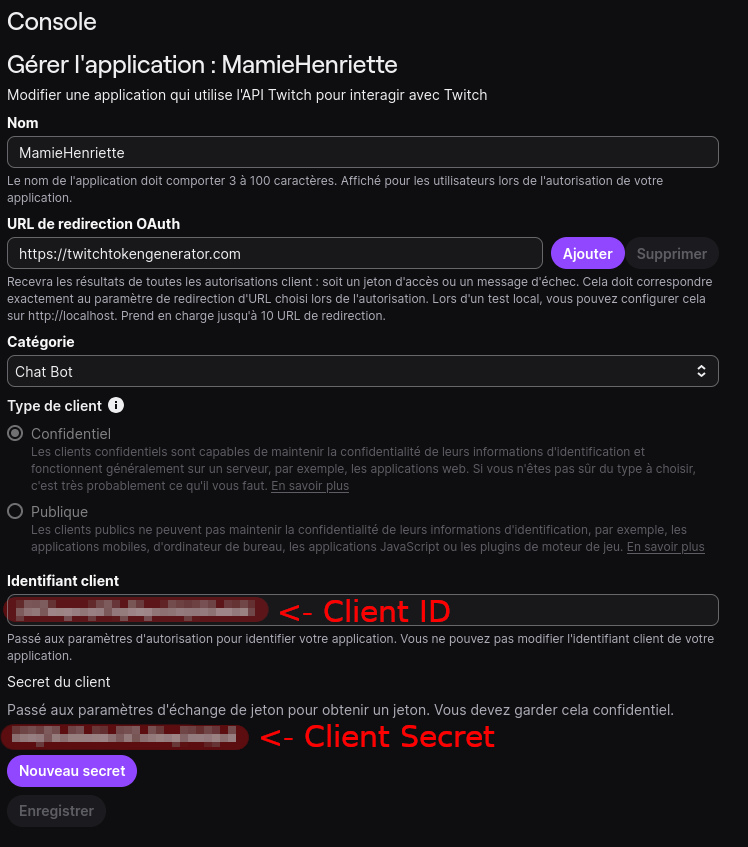 Console
Gérer l'application : MamieHenriette
Modifier une application qui utilise l'API Twitch pour interagir avec Twitch
Nom
MamieHenriette
Le nom de l'application doit comporter 3 à 100 caractères. Affiché pour les utilisateurs lors de l'autorisation de votre
application.
URL de redirection OAuth
https://twitchtokengenerator.com
Ajouter
Supprimer
Recevra les résultats de toutes les autorisations client : soit un jeton d'accès ou un message d'échec. Cela doit correspondre
exactement au paramètre de redirection d'URL choisi lors de l'autorisation. Lors d'un test local, vous pouvez configurer cela
sur http://localhost. Prend en charge jusqu'à 10 URL de redirection.
Catégorie
Chat Bot
Type de client
Confidentiel
Les clients confidentiels sont capables de maintenir la confidentialité de leurs informations d'identification et
fonctionnent généralement sur un serveur, par exemple, les applications web. Si vous n'êtes pas sûr du type à choisir,
c'est très probablement ce qu'il vous faut. En savoir plus
Publique
Les clients publics ne peuvent pas maintenir la confidentialité de leurs informations d'identification, par exemple, les
applications mobiles, d'ordinateur de bureau, les applications JavaScript ou les plugins de moteur de jeu. En savoir plus
Identifiant client
<- Client ID
Passé aux paramètres d'autorisation pour identifier votre application. Vous ne pouvez pas modifier l'identifiant client de votre
application.
Secret du client
Passé aux paramètres d'échange de jeton pour obtenir un jeton. Vous devez garder cela confidentiel.
<- Client Secret
Nouveau secret
Enregistrer